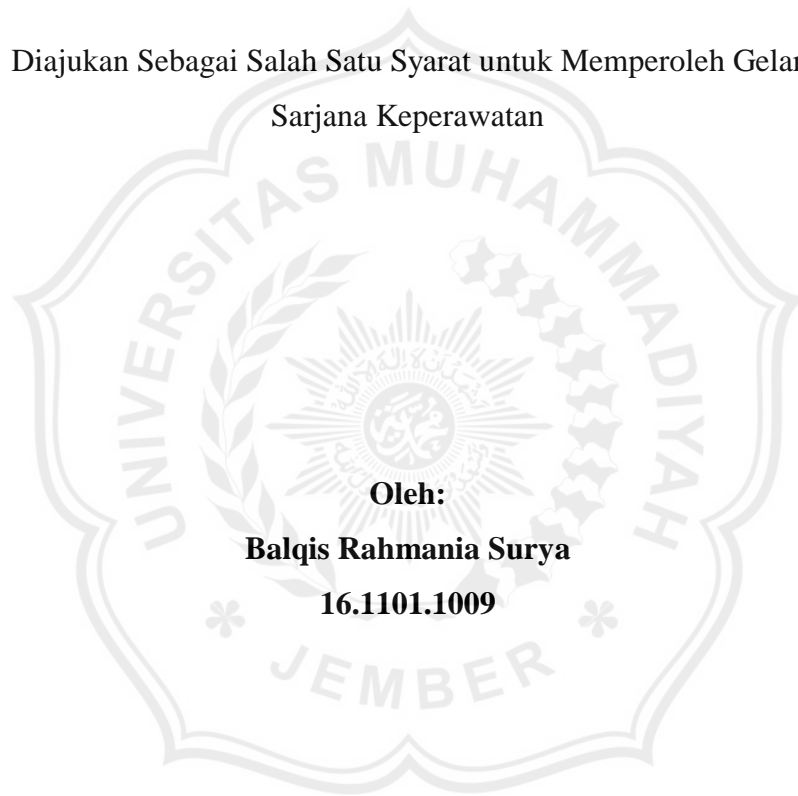 Diajukan Sebagai Salah Satu Syarat untuk Memperoleh Gelar
Sarjana Keperawatan
UNIVERSITAS MUHAMMADIYAH
Oleh:
Balqis Rahmania Surya
16.1101.1009
JEMBER